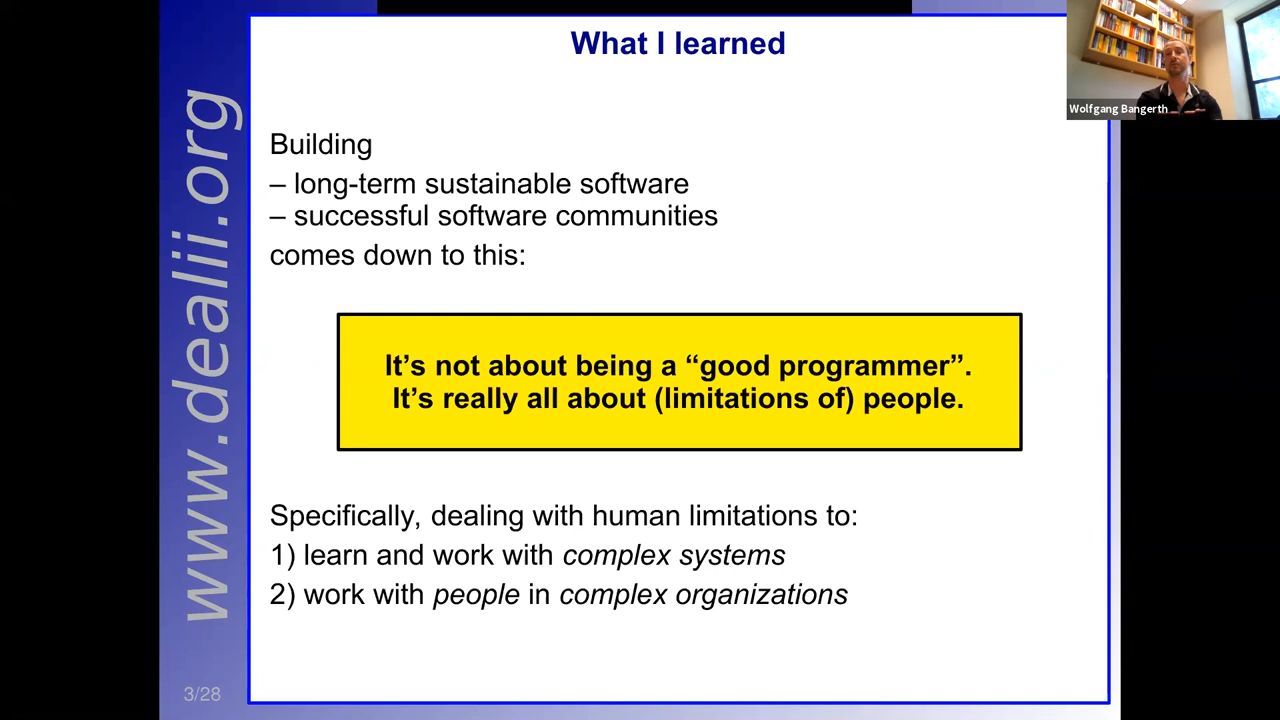 What I learned
Wolfgang Bangerth
www.dealii.org
Building
– long-term sustainable software
– successful software communities
comes down to this:
It’s not about being a “good programmer”.
It’s really all about (limitations of) people.
Specifically, dealing with human limitations to:
1) learn and work with complex systems
2) work with people in complex organizations
3/28